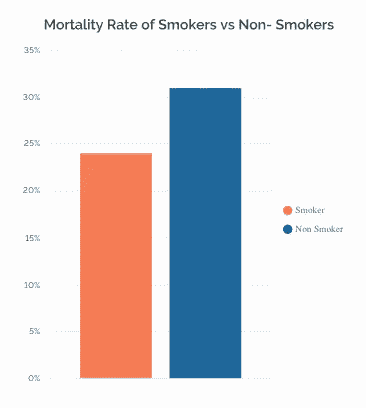 Mortality Rate of Smokers vs Non- Smokers
35%
30%
25%
20%
15%
10%
5%
0%
Smoker
Non Smoker